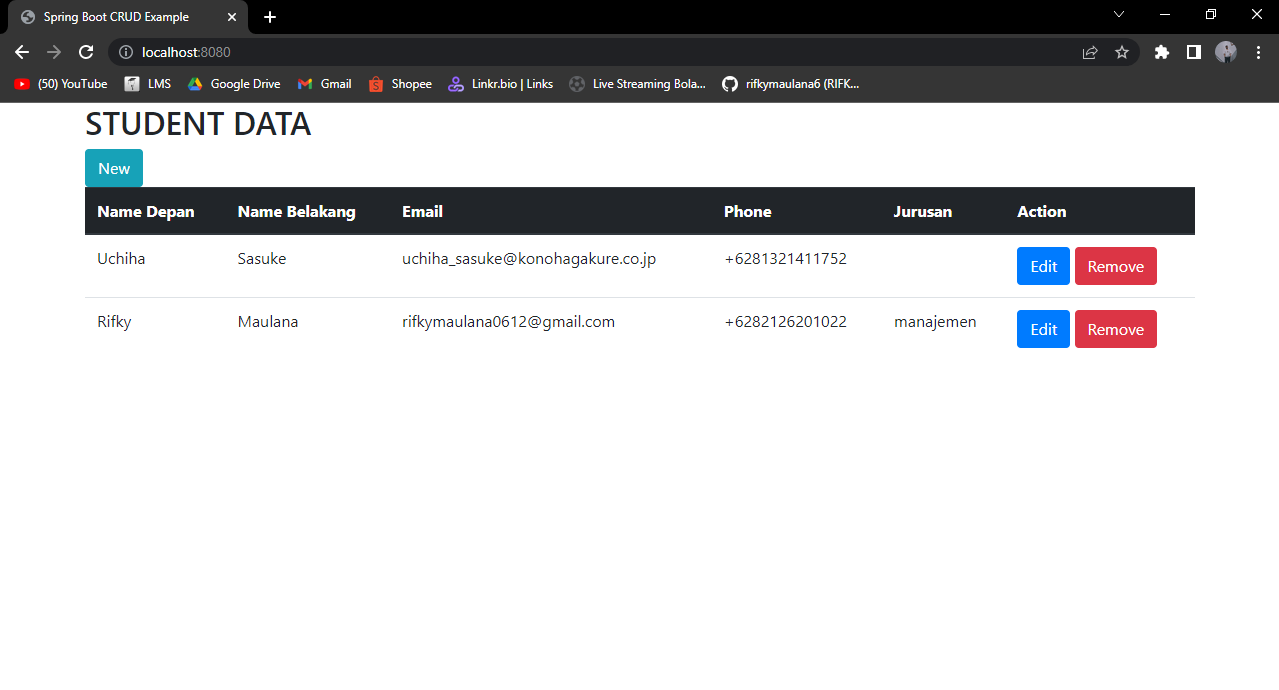 Spring Boot CRUD Example
localhost:8080
(50) YouTube LMS Google Drive Gmail Shopee Linkr.bio | Links Live Streaming Bola... rifkymaulana6 (RIFK...
STUDENT DATA
New
Name Depan Name Belakang Email Phone Jurusan Action
Uchiha Sasuke uchiha_sasuke@konohagakure.co.jp +6281321411752 Edit Remove
Rifky Maulana rifkymaulana0612@gmail.com +6282126201022 manajemen Edit Remove